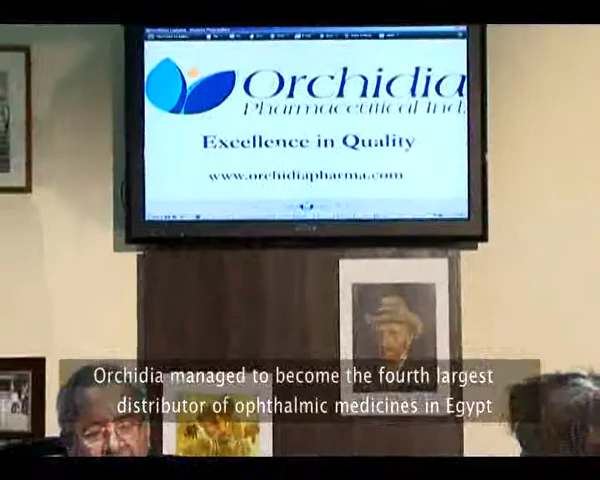 Orchidia
Pharmaceutical Ind.
Excellence in Quality
www.orchidiapharma.com
Orchidia managed to become the fourth largest
distributor of ophthalmic medicines in Egypt